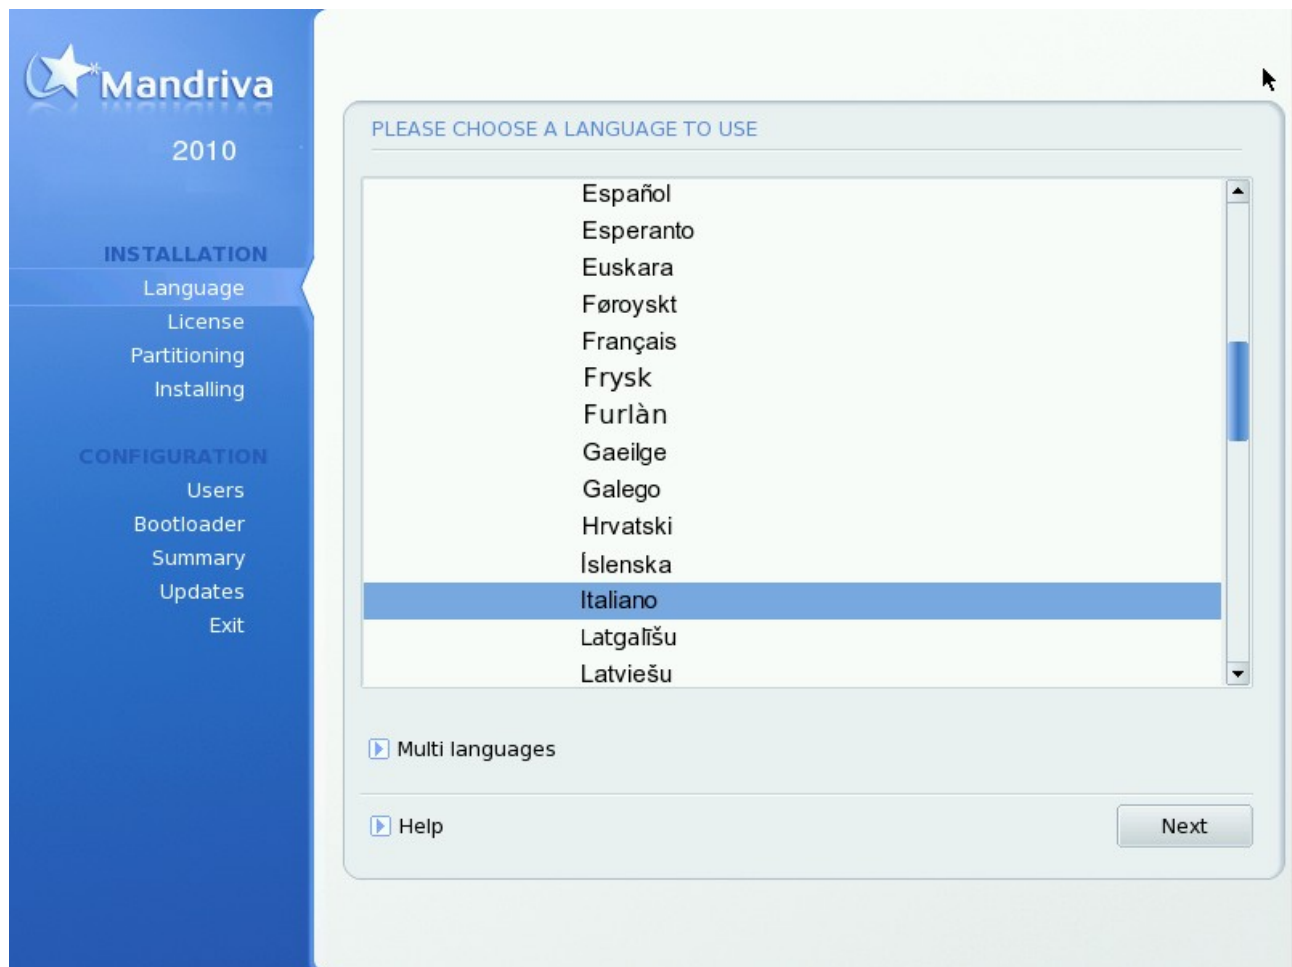 Mandriva
2010
INSTALLATION
Language
License
Partitioning
Installing
CONFIGURATION
Users
Bootloader
Summary
Updates
Exit
PLEASE CHOOSE A LANGUAGE TO USE
Español
Esperanto
Euskara
Føroyskt
Français
Frysk
Furlàn
Gaeilge
Galego
Hrvatski
Íslenska
Italiano
Latgalīšu
Latviešu
Multi languages
Help
Next